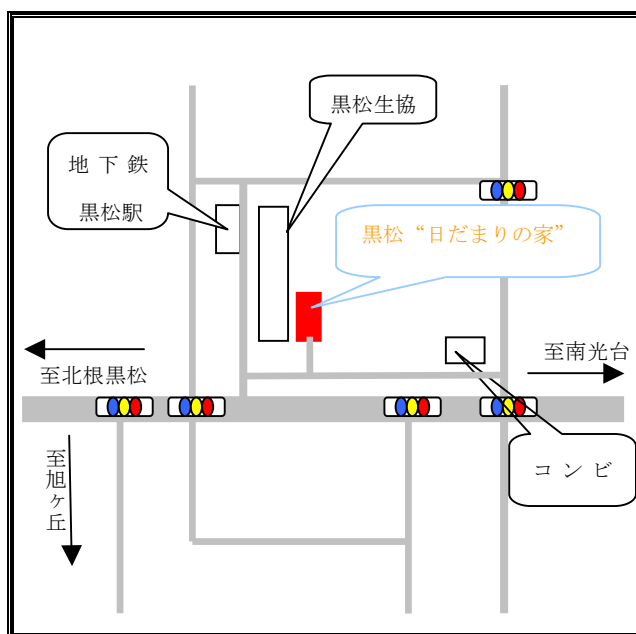 黒松生協
地 下 鉄
黒松駅
黒松“日だまりの家”
至南光台
至北根黒松
至旭ヶ丘
コ ン ビ